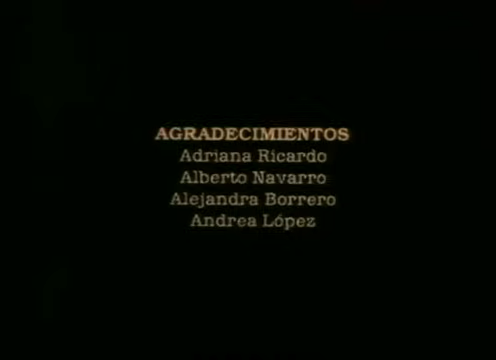 AGRADECIMIENTOS
Adriana Ricardo
Alberto Navarro
Alejandra Borrero
Andrea López